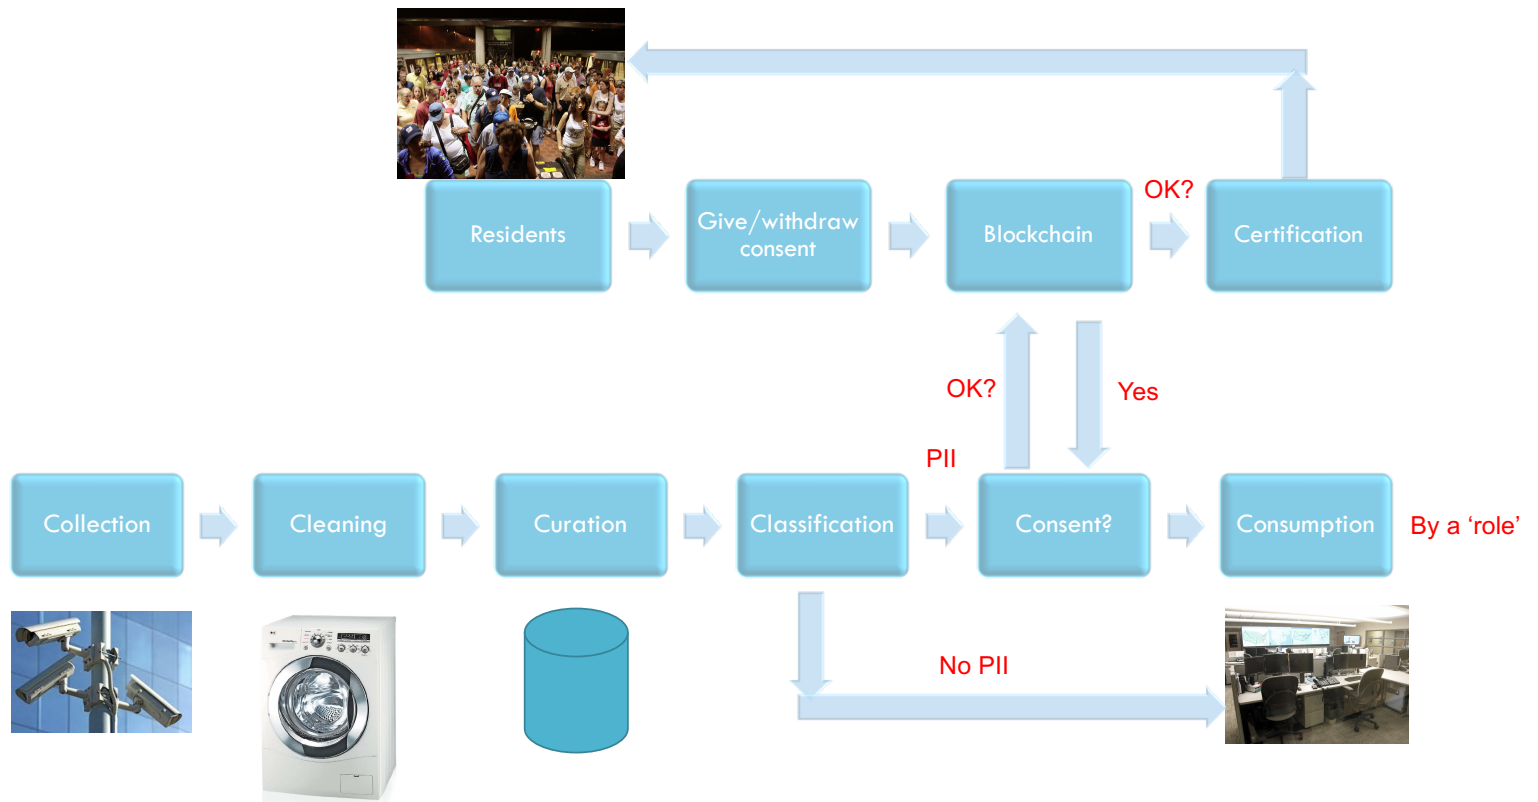 OK?
Residents
Give/withdraw
consent
Blockchain
Certification
OK?
Yes
PII
Collection
Cleaning
Curation
Classification
Consent?
Consumption
By a ‘role’
No PII